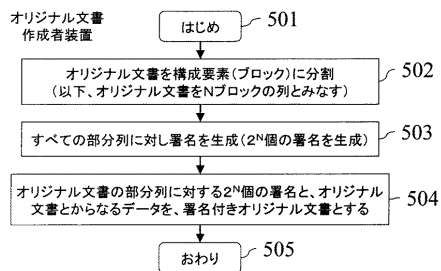 オリジナル文書
作成者装置
はじめ
501
オリジナル文書を構成要素(ブロック)に分割
(以下、オリジナル文書をNブロックの列とみなす)
502
すべての部分列に対し署名を生成(2^N個の署名を生成)
503
オリジナル文書の部分列に対する2^N個の署名と、オリジナル
文書とからなるデータを、署名付きオリジナル文書とする
504
おわり
505